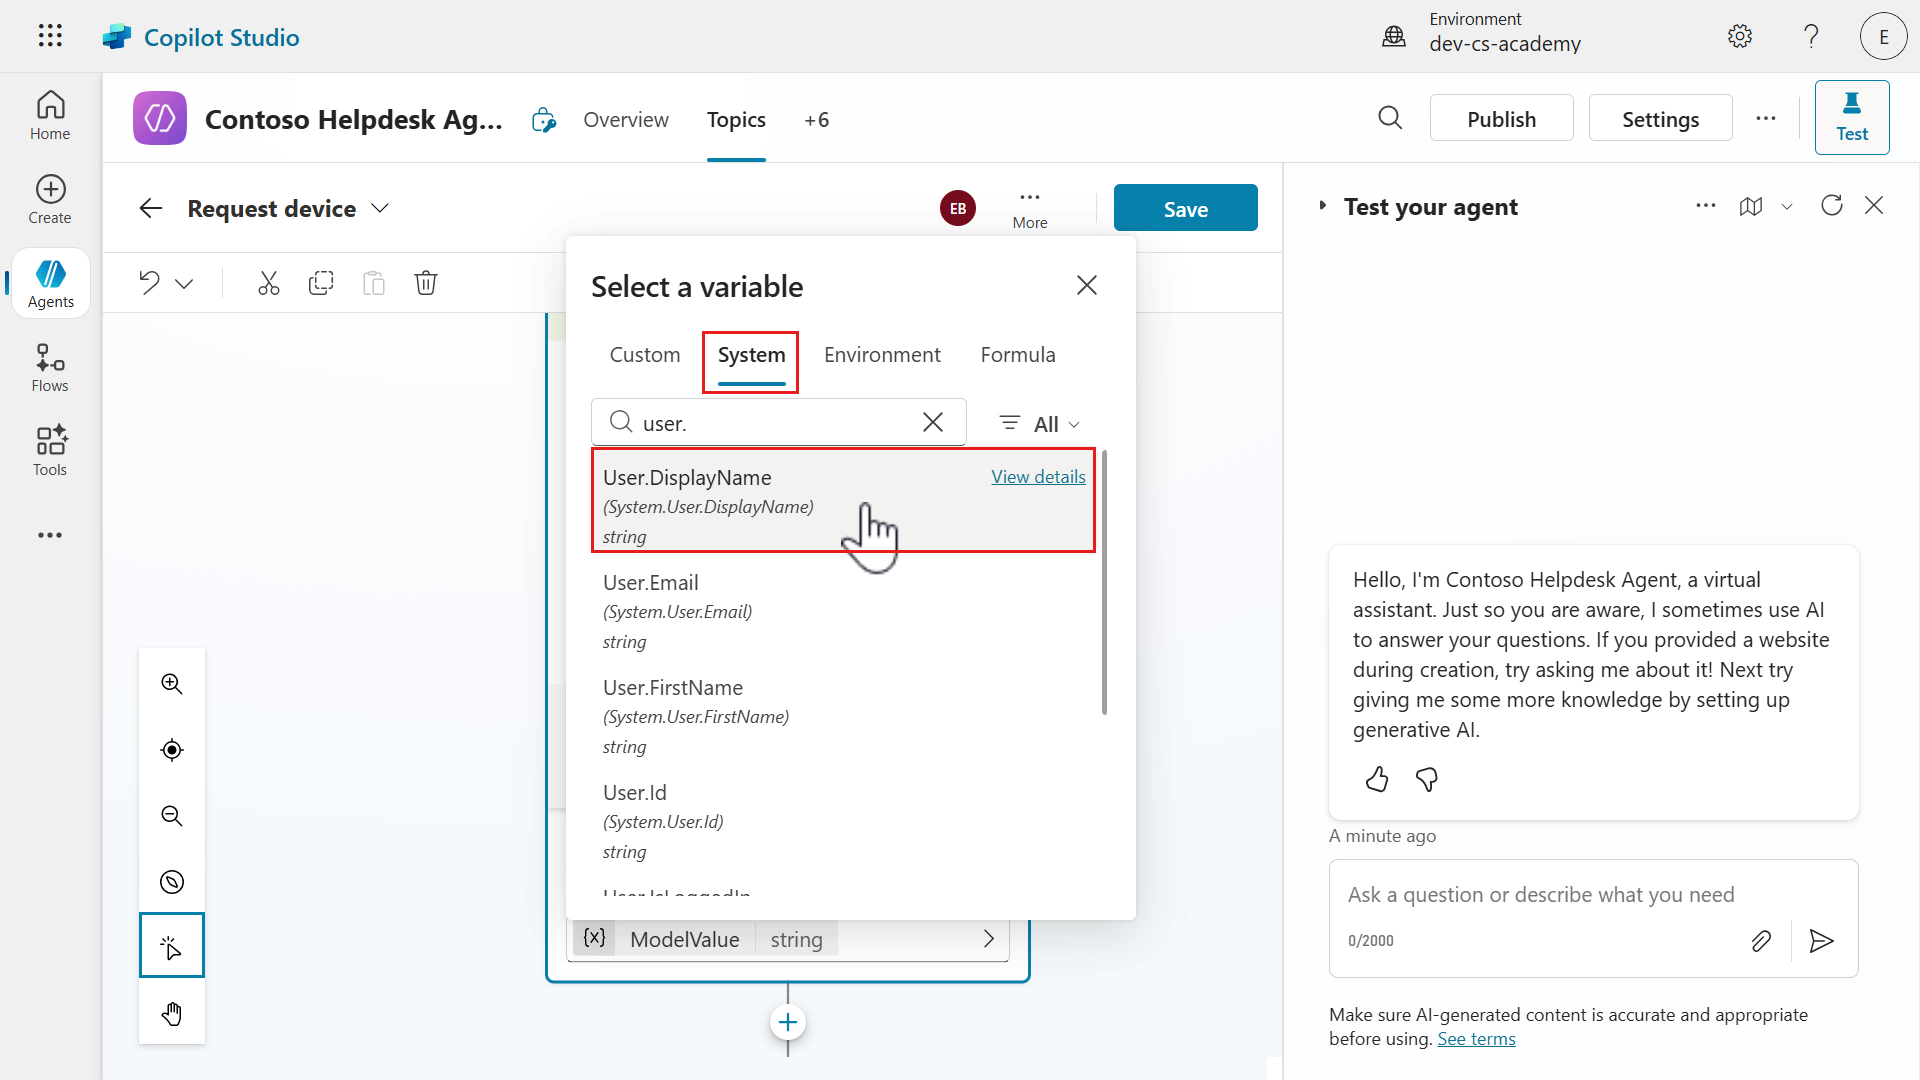 Copilot Studio
Environment
dev-cs-academy
E
Home
Create
Agents
Flows
Tools
Contoso Helpdesk Ag...
Overview
Topics
+6
Publish
Settings
Test
Request device
EB
More
Save
Select a variable
Custom
System
Environment
Formula
user.
All
User.DisplayName
View details
(System.User.DisplayName)
string
User.Email
(System.User.Email)
string
User.FirstName
(System.User.FirstName)
string
User.Id
(System.User.Id)
string
User.IsLoggedIn
{x}
ModelValue
string
Test your agent
Hello, I'm Contoso Helpdesk Agent, a virtual
assistant. Just so you are aware, I sometimes use AI
to answer your questions. If you provided a website
during creation, try asking me about it! Next try
giving me some more knowledge by setting up
generative AI.
A minute ago
Ask a question or describe what you need
0/2000
Make sure AI-generated content is accurate and appropriate
before using. See terms